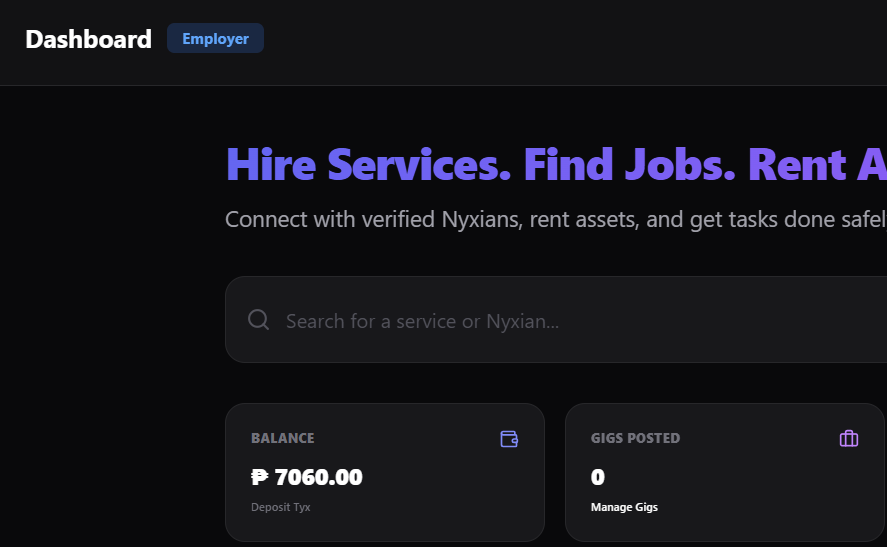 Dashboard Employer
Hire Services. Find Jobs. Rent A
Connect with verified Nyxians, rent assets, and get tasks done safel
Search for a service or Nyxian...
BALANCE
₱ 7060.00
Deposit Tyx
GIGS POSTED
0
Manage Gigs